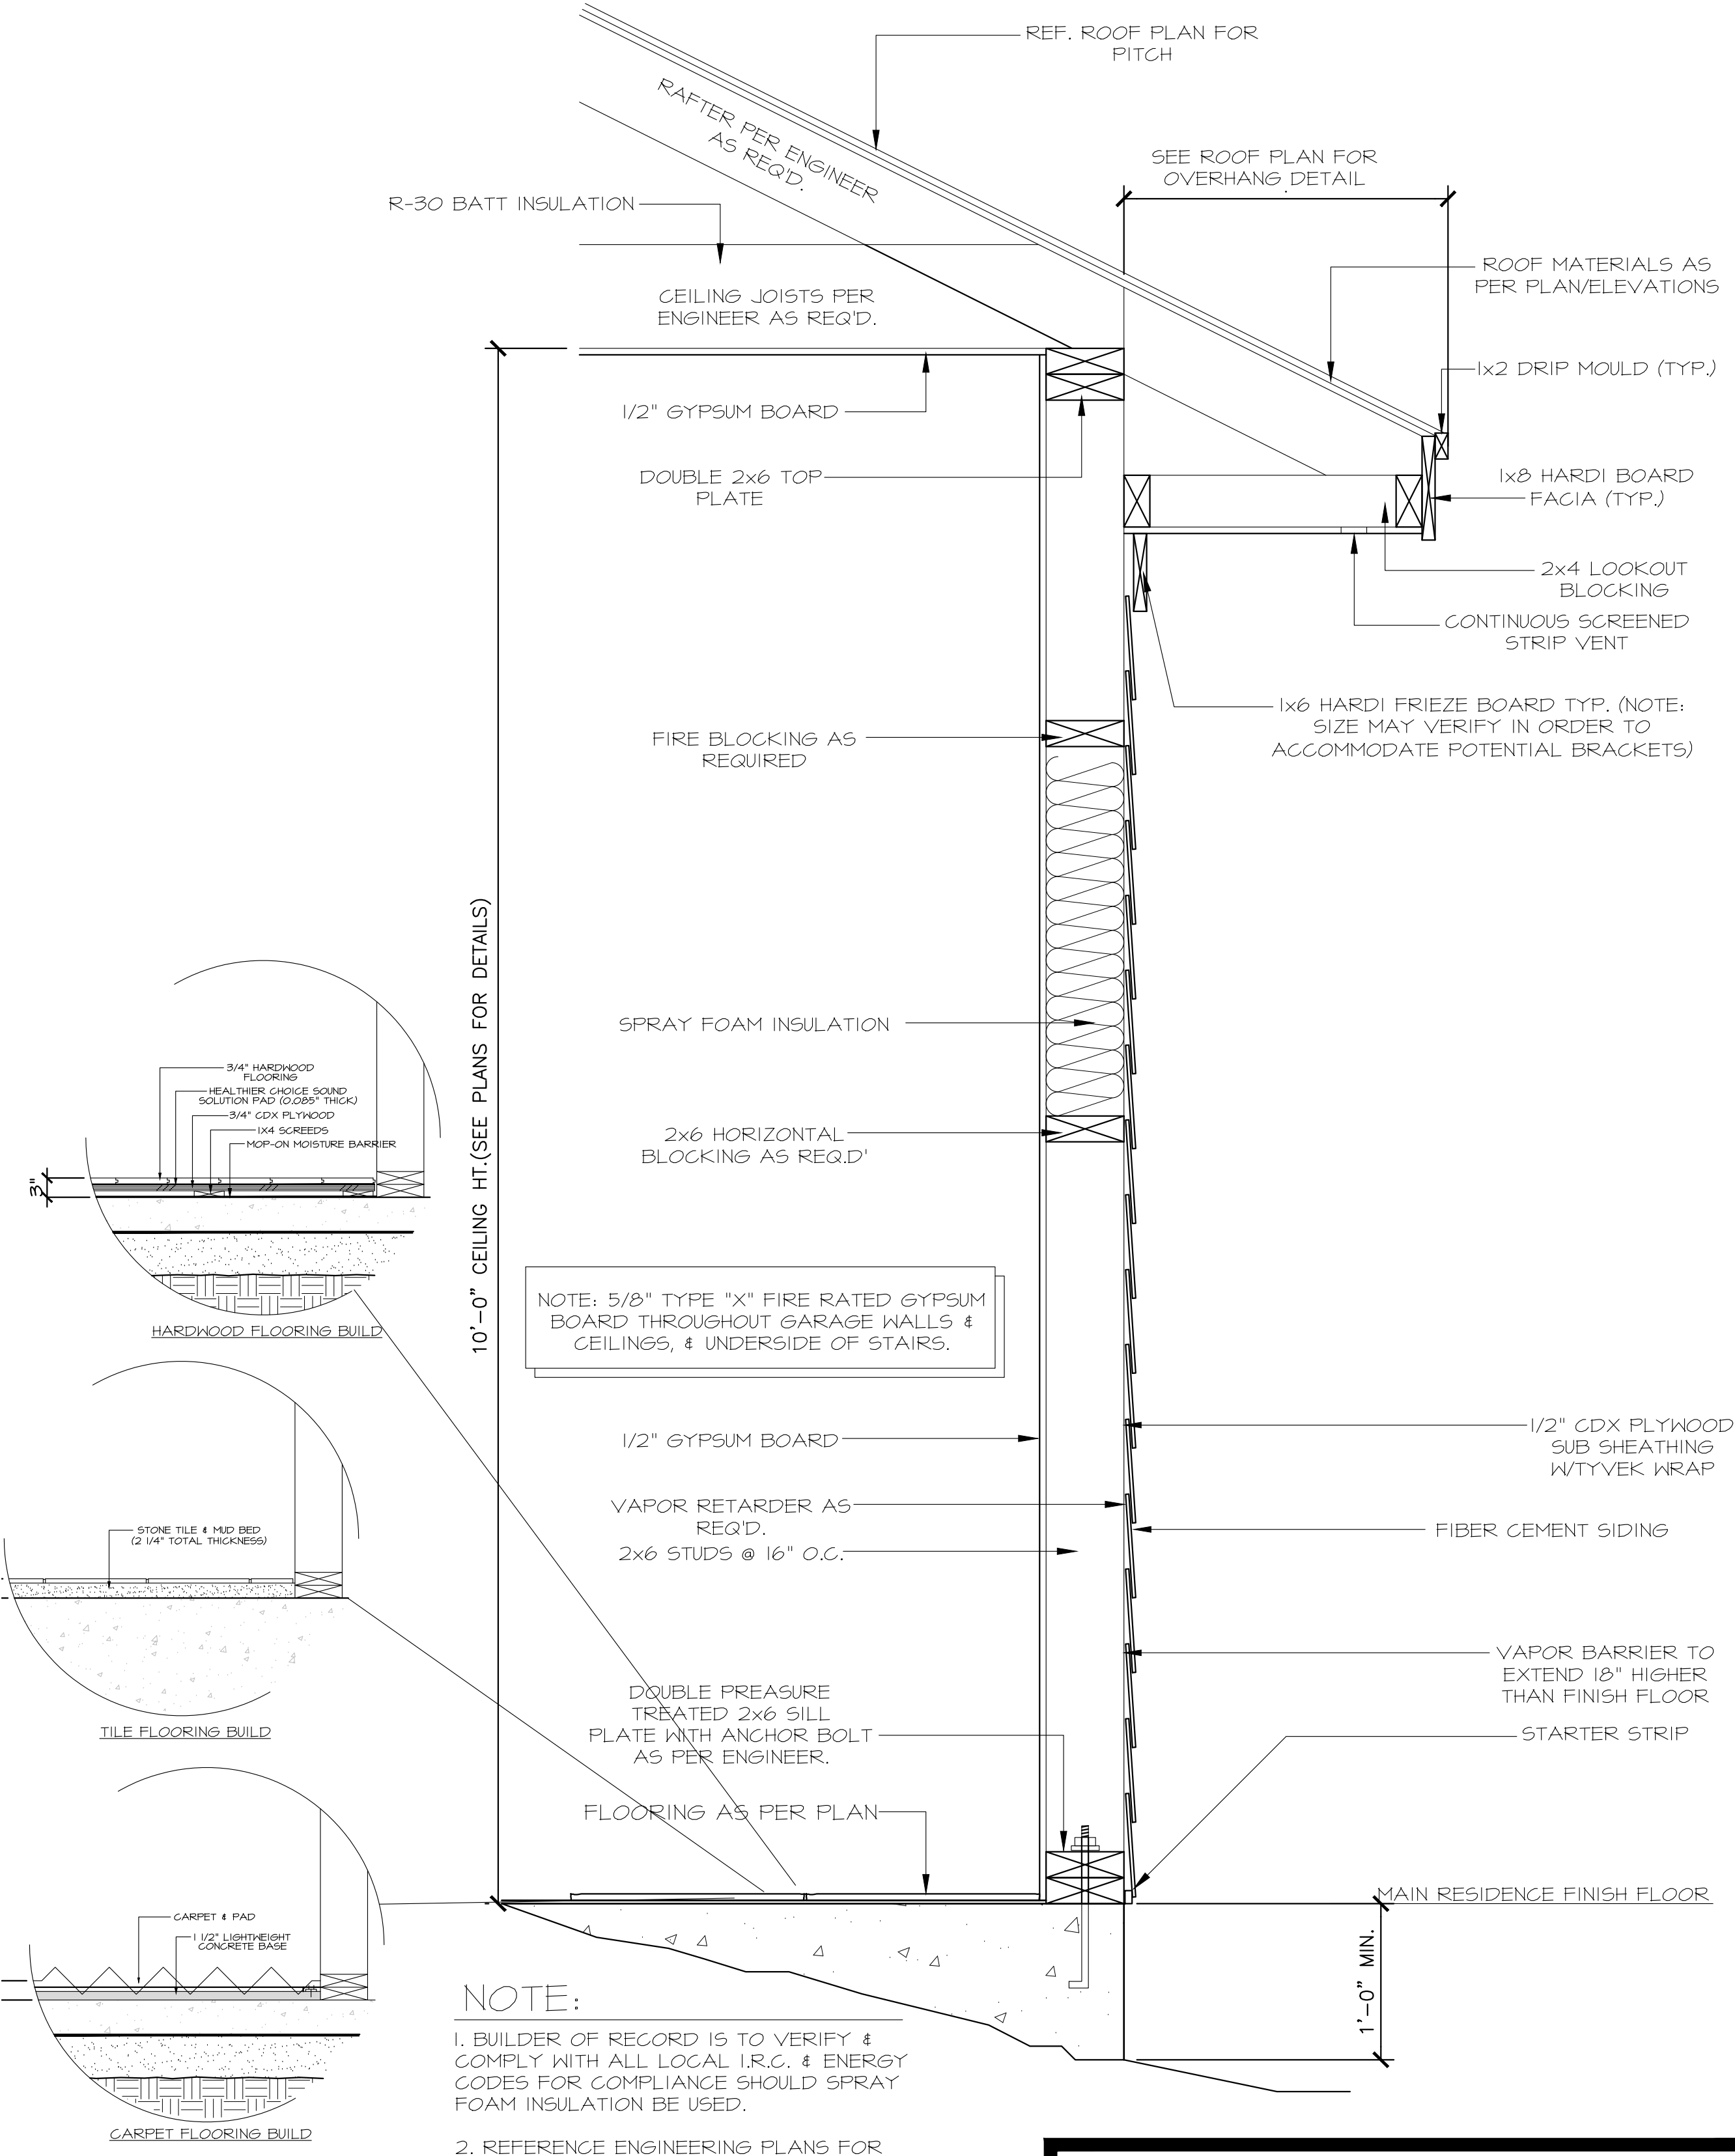 REF. ROOF PLAN FOR
PITCH
RAFTER PER ENGINEER
AS REQ'D.
SEE ROOF PLAN FOR
OVERHANG DETAIL
R-30 BATT INSULATION
ROOF MATERIALS AS
PER PLAN/ELEVATIONS
CEILING JOISTS PER
ENGINEER AS REQ'D.
1x2 DRIP MOULD (TYP.)
1/2" GYPSUM BOARD
DOUBLE 2x6 TOP
PLATE
1x8 HARDI BOARD
FACIA (TYP.)
2x4 LOOKOUT
BLOCKING
CONTINUOUS SCREENED
STRIP VENT
1x6 HARDI FRIEZE BOARD TYP. (NOTE:
SIZE MAY VERIFY IN ORDER TO
ACCOMMODATE POTENTIAL BRACKETS)
FIRE BLOCKING AS
REQUIRED
10'-0" CEILING HT.(SEE PLANS FOR DETAILS)
SPRAY FOAM INSULATION
3/4" HARDWOOD
FLOORING
HEALTHIER CHOICE SOUND
SOLUTION PAD (0.085" THICK)
3/4" CDX PLYWOOD
1X4 SCREEDS
MOP-ON MOISTURE BARRIER
3"
HARDWOOD FLOORING BUILD
2x6 HORIZONTAL
BLOCKING AS REQ.D'
NOTE: 5/8" TYPE "X" FIRE RATED GYPSUM
BOARD THROUGHOUT GARAGE WALLS &
CEILINGS, & UNDERSIDE OF STAIRS.
1/2" GYPSUM BOARD
1/2" CDX PLYWOOD
SUB SHEATHING
W/TYVEK WRAP
VAPOR RETARDER AS
REQ'D.
2x6 STUDS @ 16" O.C.
FIBER CEMENT SIDING
STONE TILE & MUD BED
(2 1/4" TOTAL THICKNESS)
TILE FLOORING BUILD
VAPOR BARRIER TO
EXTEND 18" HIGHER
THAN FINISH FLOOR
DOUBLE PREASURE
TREATED 2x6 SILL
PLATE WITH ANCHOR BOLT
AS PER ENGINEER.
STARTER STRIP
FLOORING AS PER PLAN
MAIN RESIDENCE FINISH FLOOR
1'-0" MIN.
CARPET & PAD
1 1/2" LIGHTWEIGHT
CONCRETE BASE
CARPET FLOORING BUILD
NOTE:
1. BUILDER OF RECORD IS TO VERIFY &
COMPLY WITH ALL LOCAL I.R.C. & ENERGY
CODES FOR COMPLIANCE SHOULD SPRAY
FOAM INSULATION BE USED.
2. REFERENCE ENGINEERING PLANS FOR